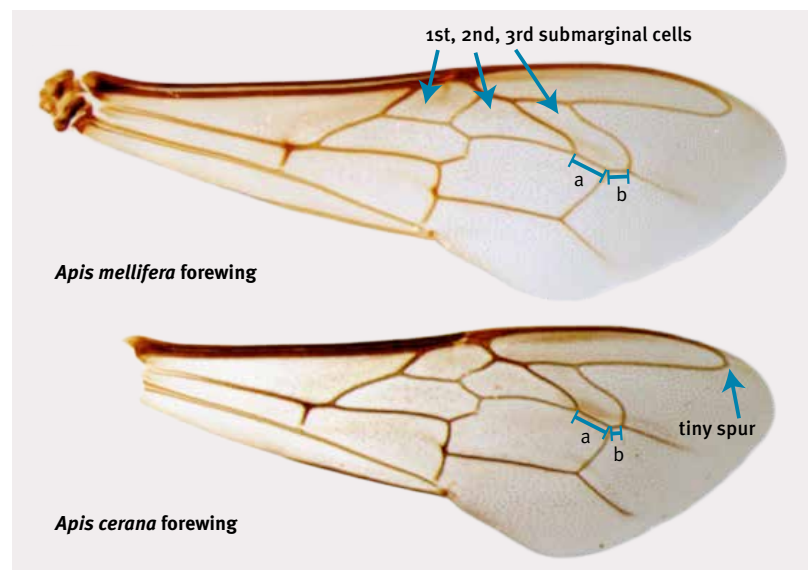 1st, 2nd, 3rd submarginal cells
a
b
Apis mellifera forewing
tiny spur
a
b
Apis cerana forewing